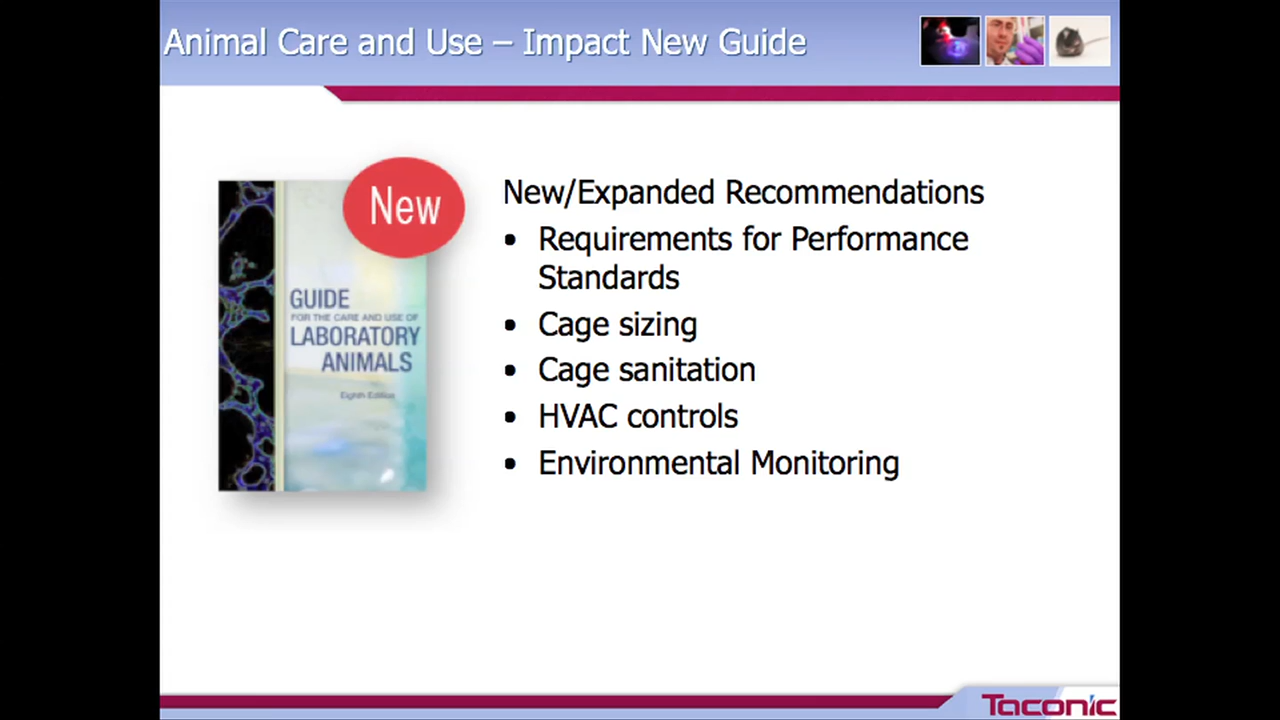 Animal Care and Use – Impact New Guide
New
GUIDE
FOR THE CARE AND USE OF
LABORATORY
ANIMALS
Eighth Edition
New/Expanded Recommendations
• Requirements for Performance
Standards
• Cage sizing
• Cage sanitation
• HVAC controls
• Environmental Monitoring
Taconic